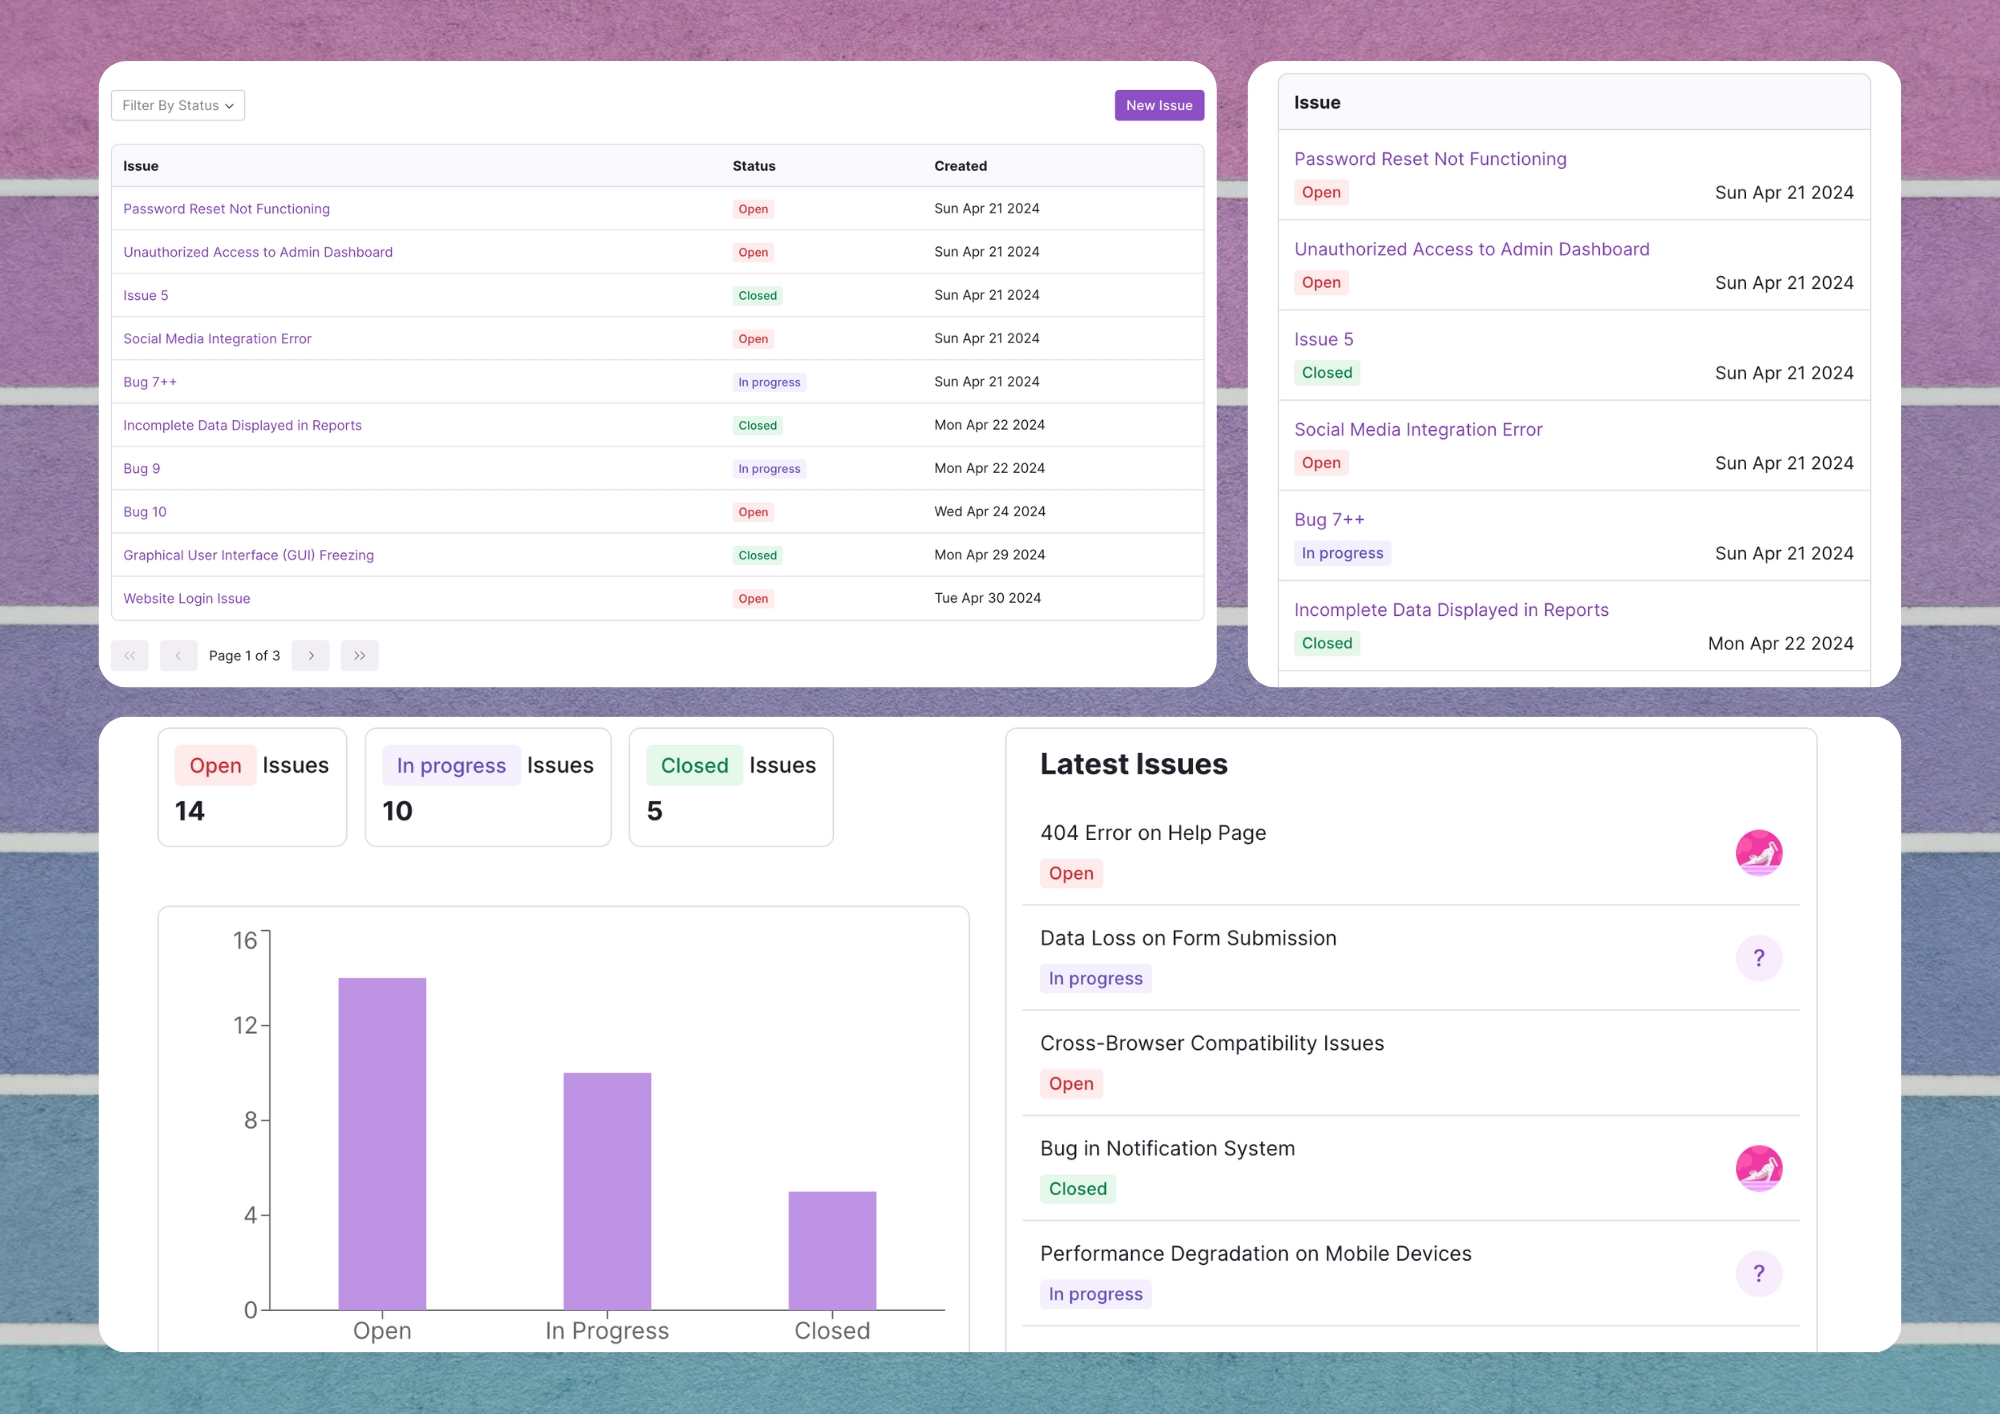 Filter By Status
New Issue
Issue Status Created
Password Reset Not Functioning Open Sun Apr 21 2024
Unauthorized Access to Admin Dashboard Open Sun Apr 21 2024
Issue 5 Closed Sun Apr 21 2024
Social Media Integration Error Open Sun Apr 21 2024
Bug 7++ In progress Sun Apr 21 2024
Incomplete Data Displayed in Reports Closed Mon Apr 22 2024
Bug 9 In progress Mon Apr 22 2024
Bug 10 Open Wed Apr 24 2024
Graphical User Interface (GUI) Freezing Closed Mon Apr 29 2024
Website Login Issue Open Tue Apr 30 2024
<< < Page 1 of 3 > >>
Issue
Password Reset Not Functioning
Open Sun Apr 21 2024
Unauthorized Access to Admin Dashboard
Open Sun Apr 21 2024
Issue 5
Closed Sun Apr 21 2024
Social Media Integration Error
Open Sun Apr 21 2024
Bug 7++
In progress Sun Apr 21 2024
Incomplete Data Displayed in Reports
Closed Mon Apr 22 2024
Open Issues
14
In progress Issues
10
Closed Issues
5
16
12
8
4
0
Open In Progress Closed
Latest Issues
404 Error on Help Page
Open
Data Loss on Form Submission
In progress
?
Cross-Browser Compatibility Issues
Open
Bug in Notification System
Closed
Performance Degradation on Mobile Devices
In progress
?